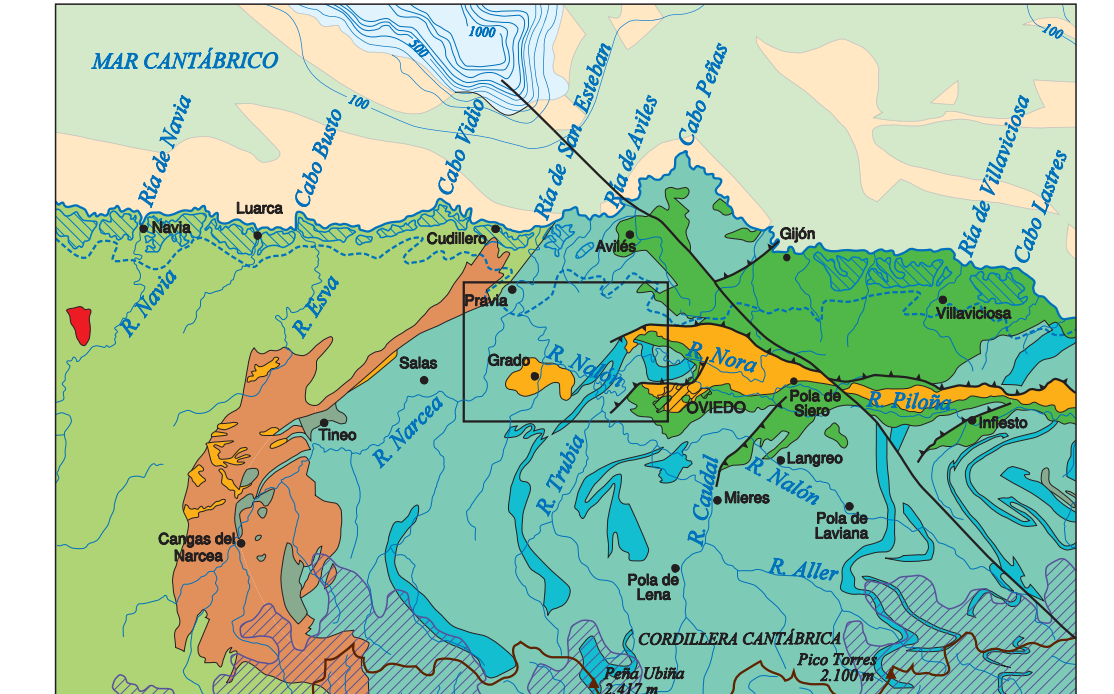 1000
500
100
100
MAR CANTÁBRICO
Ría de Navia
Cabo Busto
Cabo Vidio
Ría de San Esteban
Ría de Aviles
Cabo Peñas
Ría de Villaviciosa
Cabo Lastres
Luarca
Navia
Cudillero
Avilés
Gijón
R. Navia
R. Esva
Pravia
Villaviciosa
Salas
Grado
R. Nalón
R. Nora
OVIEDO
Pola de
Siero
R. Piloña
Infiesto
Tineo
R. Narcea
R. Trubia
R. Caudal
Langreo
R. Nalón
Mieres
Pola de
Laviana
Cangas del
Narcea
Pola de
Lena
R. Aller
CORDILLERA CANTÁBRICA
Peña Ubiña
2.417 m
Pico Torres
2.100 m